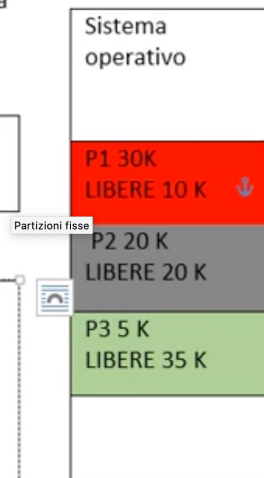 Sistema
operativo
P1 30K
LIBERE 10 K
Partizioni fisse
P2 20 K
LIBERE 20 K
P3 5 K
LIBERE 35 K